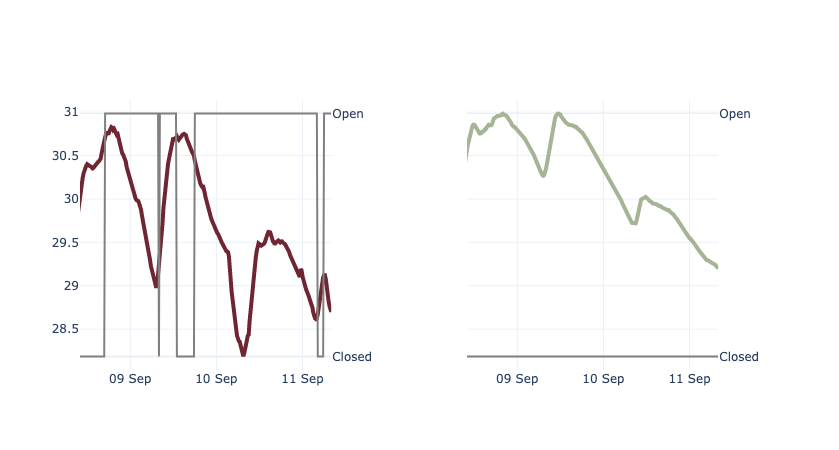 31
30.5
30
29.5
29
28.5
Open
Closed
09 Sep
10 Sep
11 Sep
Open
Closed
09 Sep
10 Sep
11 Sep